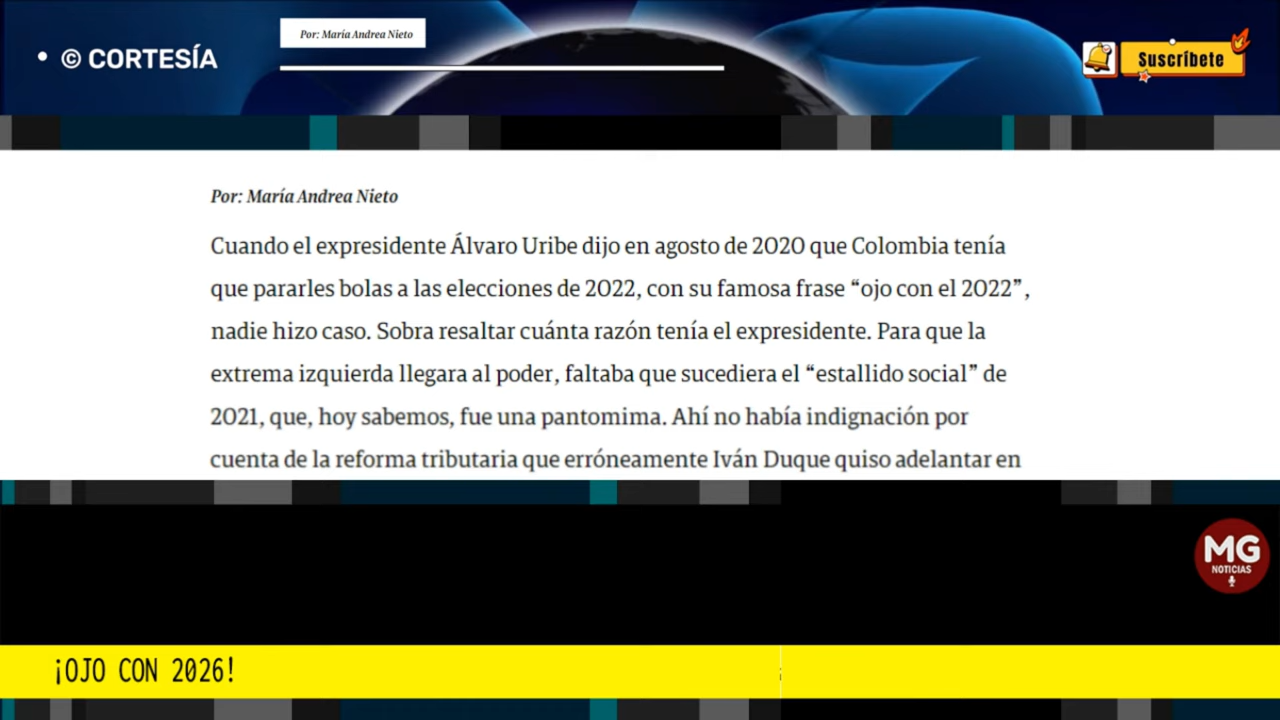 • © CORTESÍA
Por: María Andrea Nieto
Suscríbete
Por: María Andrea Nieto
Cuando el expresidente Álvaro Uribe dijo en agosto de 2020 que Colombia tenía
que pararles bolas a las elecciones de 2022, con su famosa frase “ojo con el 2022”,
nadie hizo caso. Sobra resaltar cuánta razón tenía el expresidente. Para que la
extrema izquierda llegara al poder, faltaba que sucediera el “estallido social” de
2021, que, hoy sabemos, fue una pantomima. Ahí no había indignación por
cuenta de la reforma tributaria que erróneamente Iván Duque quiso adelantar en
MG
NOTICIAS
¡OJO CON 2026!